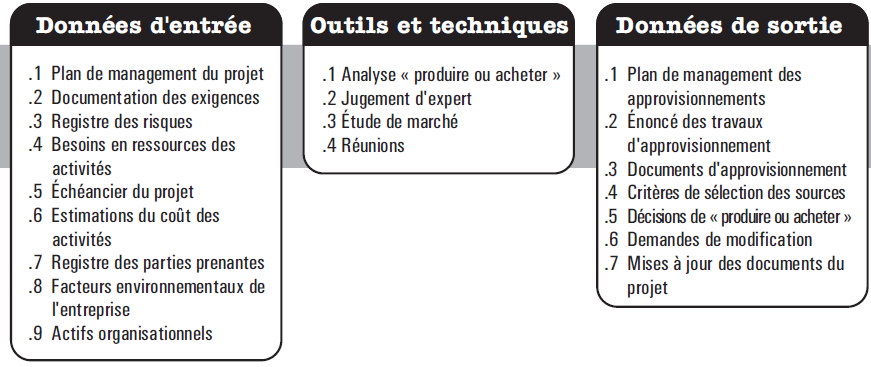 Données d'entrée
.1 Plan de management du projet
.2 Documentation des exigences
.3 Registre des risques
.4 Besoins en ressources des
activités
.5 Échéancier du projet
.6 Estimations du coût des
activités
.7 Registre des parties prenantes
.8 Facteurs environnementaux de
l'entreprise
.9 Actifs organisationnels
Outils et techniques
.1 Analyse « produire ou acheter »
.2 Jugement d'expert
.3 Étude de marché
.4 Réunions
Données de sortie
.1 Plan de management des
approvisionnements
.2 Énoncé des travaux
d'approvisionnement
.3 Documents d'approvisionnement
.4 Critères de sélection des sources
.5 Décisions de « produire ou acheter »
.6 Demandes de modification
.7 Mises à jour des documents du
projet